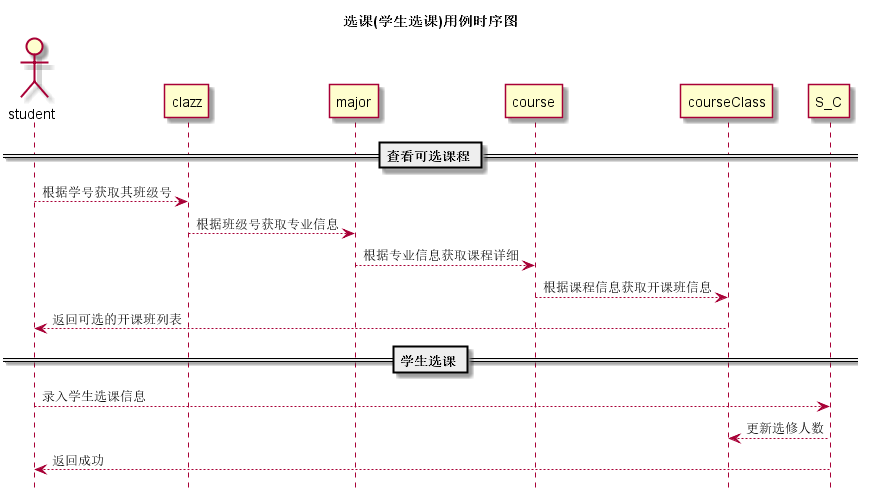 选课(学生选课)用例时序图
student
clazz
major
course
courseClass
S_C
查看可选课程
根据学号获取其班级号
根据班级号获取专业信息
根据专业信息获取课程详细
根据课程信息获取开课班信息
返回可选的开课班列表
学生选课
录入学生选课信息
更新选修人数
返回成功